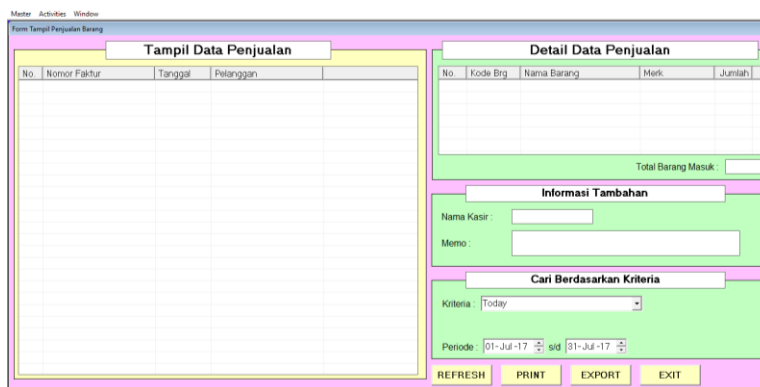 Master Activities Window
Form Tampil Penjualan Barang
Tampil Data Penjualan
No. Nomor Faktur Tanggal Pelanggan
Detail Data Penjualan
No. Kode Brg Nama Barang Merk Jumlah
Total Barang Masuk :
Informasi Tambahan
Nama Kasir :
Memo :
Cari Berdasarkan Kriteria
Kriteria : Today
Periode : 01-Jul-17 s/d 31-Jul-17
REFRESH PRINT EXPORT EXIT